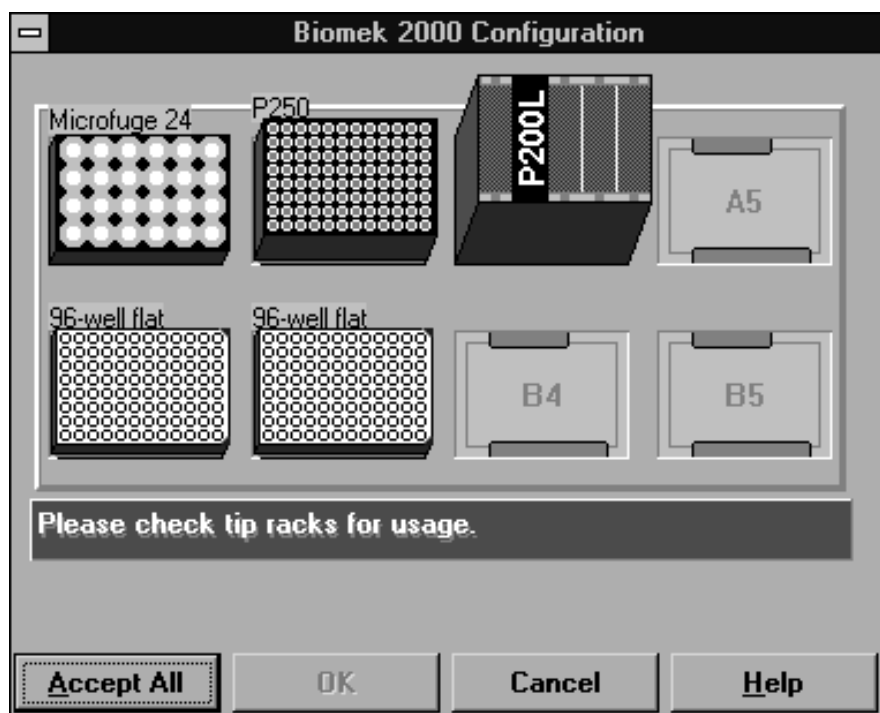 Biomek 2000 Configuration
Microfuge 24
P250
P200L
A5
96-well flat
96-well flat
B4
B5
Please check tip racks for usage.
Accept All
OK
Cancel
Help